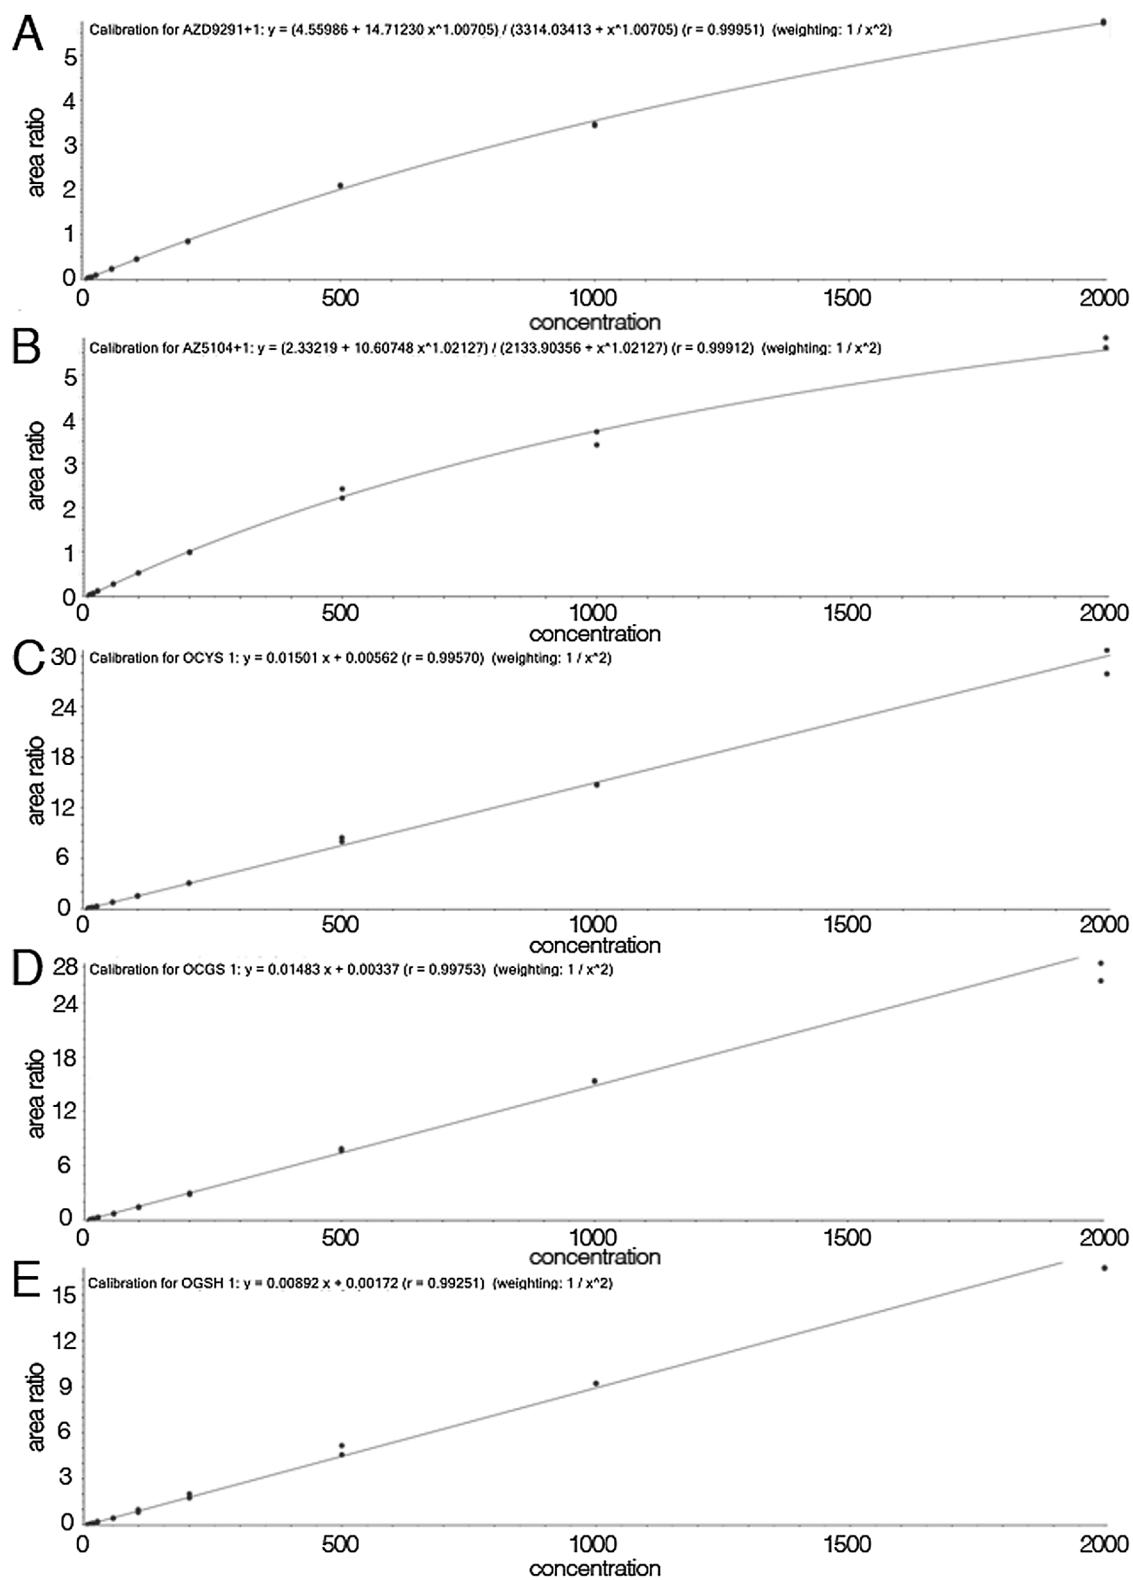 A
Calibration for AZD9291+1: y = (4.55986 + 14.71230 x^1.00705) / (3314.03413 + x^1.00705) (r = 0.99951) (weighting: 1 / x^2)
5
4
3
2
1
0
area ratio
0 500 1000 1500 2000
concentration
B
Calibration for AZ5104+1: y = (2.33219 + 10.60748 x^1.02127) / (2133.90356 + x^1.02127) (r = 0.99912) (weighting: 1 / x^2)
5
4
3
2
1
0
area ratio
0 500 1000 1500 2000
concentration
C
Calibration for OCYS 1: y = 0.01501 x + 0.00562 (r = 0.99570) (weighting: 1 / x^2)
30
24
18
12
6
0
area ratio
0 500 1000 1500 2000
concentration
D
Calibration for OCGS 1: y = 0.01483 x + 0.00337 (r = 0.99753) (weighting: 1 / x^2)
28
24
18
12
6
0
area ratio
0 500 1000 1500 2000
concentration
E
Calibration for OGSH 1: y = 0.00892 x + 0.00172 (r = 0.99251) (weighting: 1 / x^2)
15
12
9
6
3
0
area ratio
0 500 1000 1500 2000
concentration